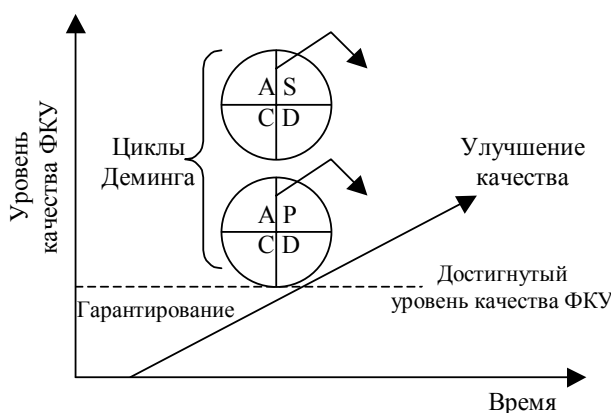 Уровень
качества ФКУ
A S
C D
Циклы
Деминга
A P
C D
Улучшение
качества
Достигнутый
уровень качества ФКУ
Гарантирование
Время